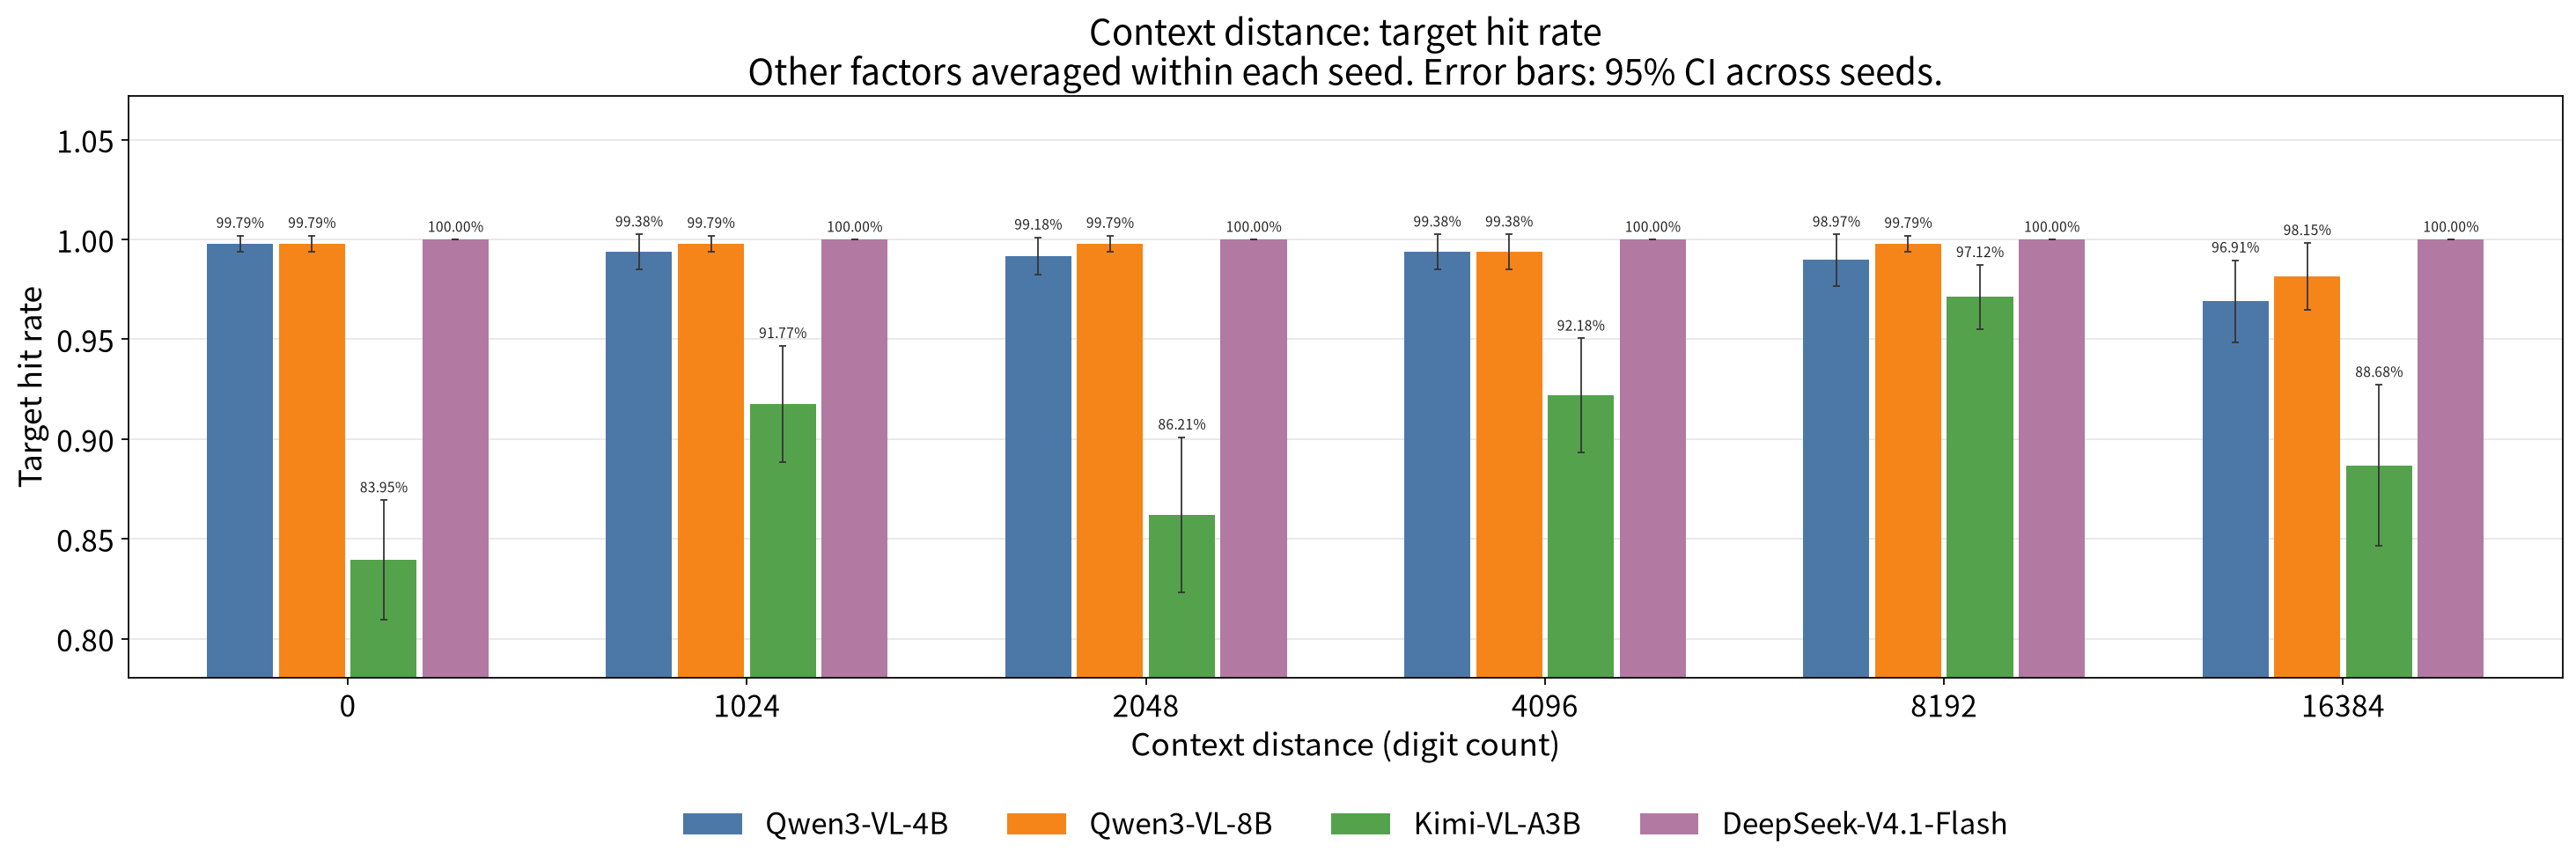 Context distance: target hit rate
Other factors averaged within each seed. Error bars: 95% CI across seeds.
Target hit rate
1.05
1.00
0.95
0.90
0.85
0.80
99.79% 99.79% 83.95% 100.00%
99.38% 99.79% 91.77% 100.00%
99.18% 99.79% 86.21% 100.00%
99.38% 99.38% 92.18% 100.00%
98.97% 99.79% 97.12% 100.00%
96.91% 98.15% 88.68% 100.00%
0 1024 2048 4096 8192 16384
Context distance (digit count)
Qwen3-VL-4B Qwen3-VL-8B Kimi-VL-A3B DeepSeek-V4.1-Flash